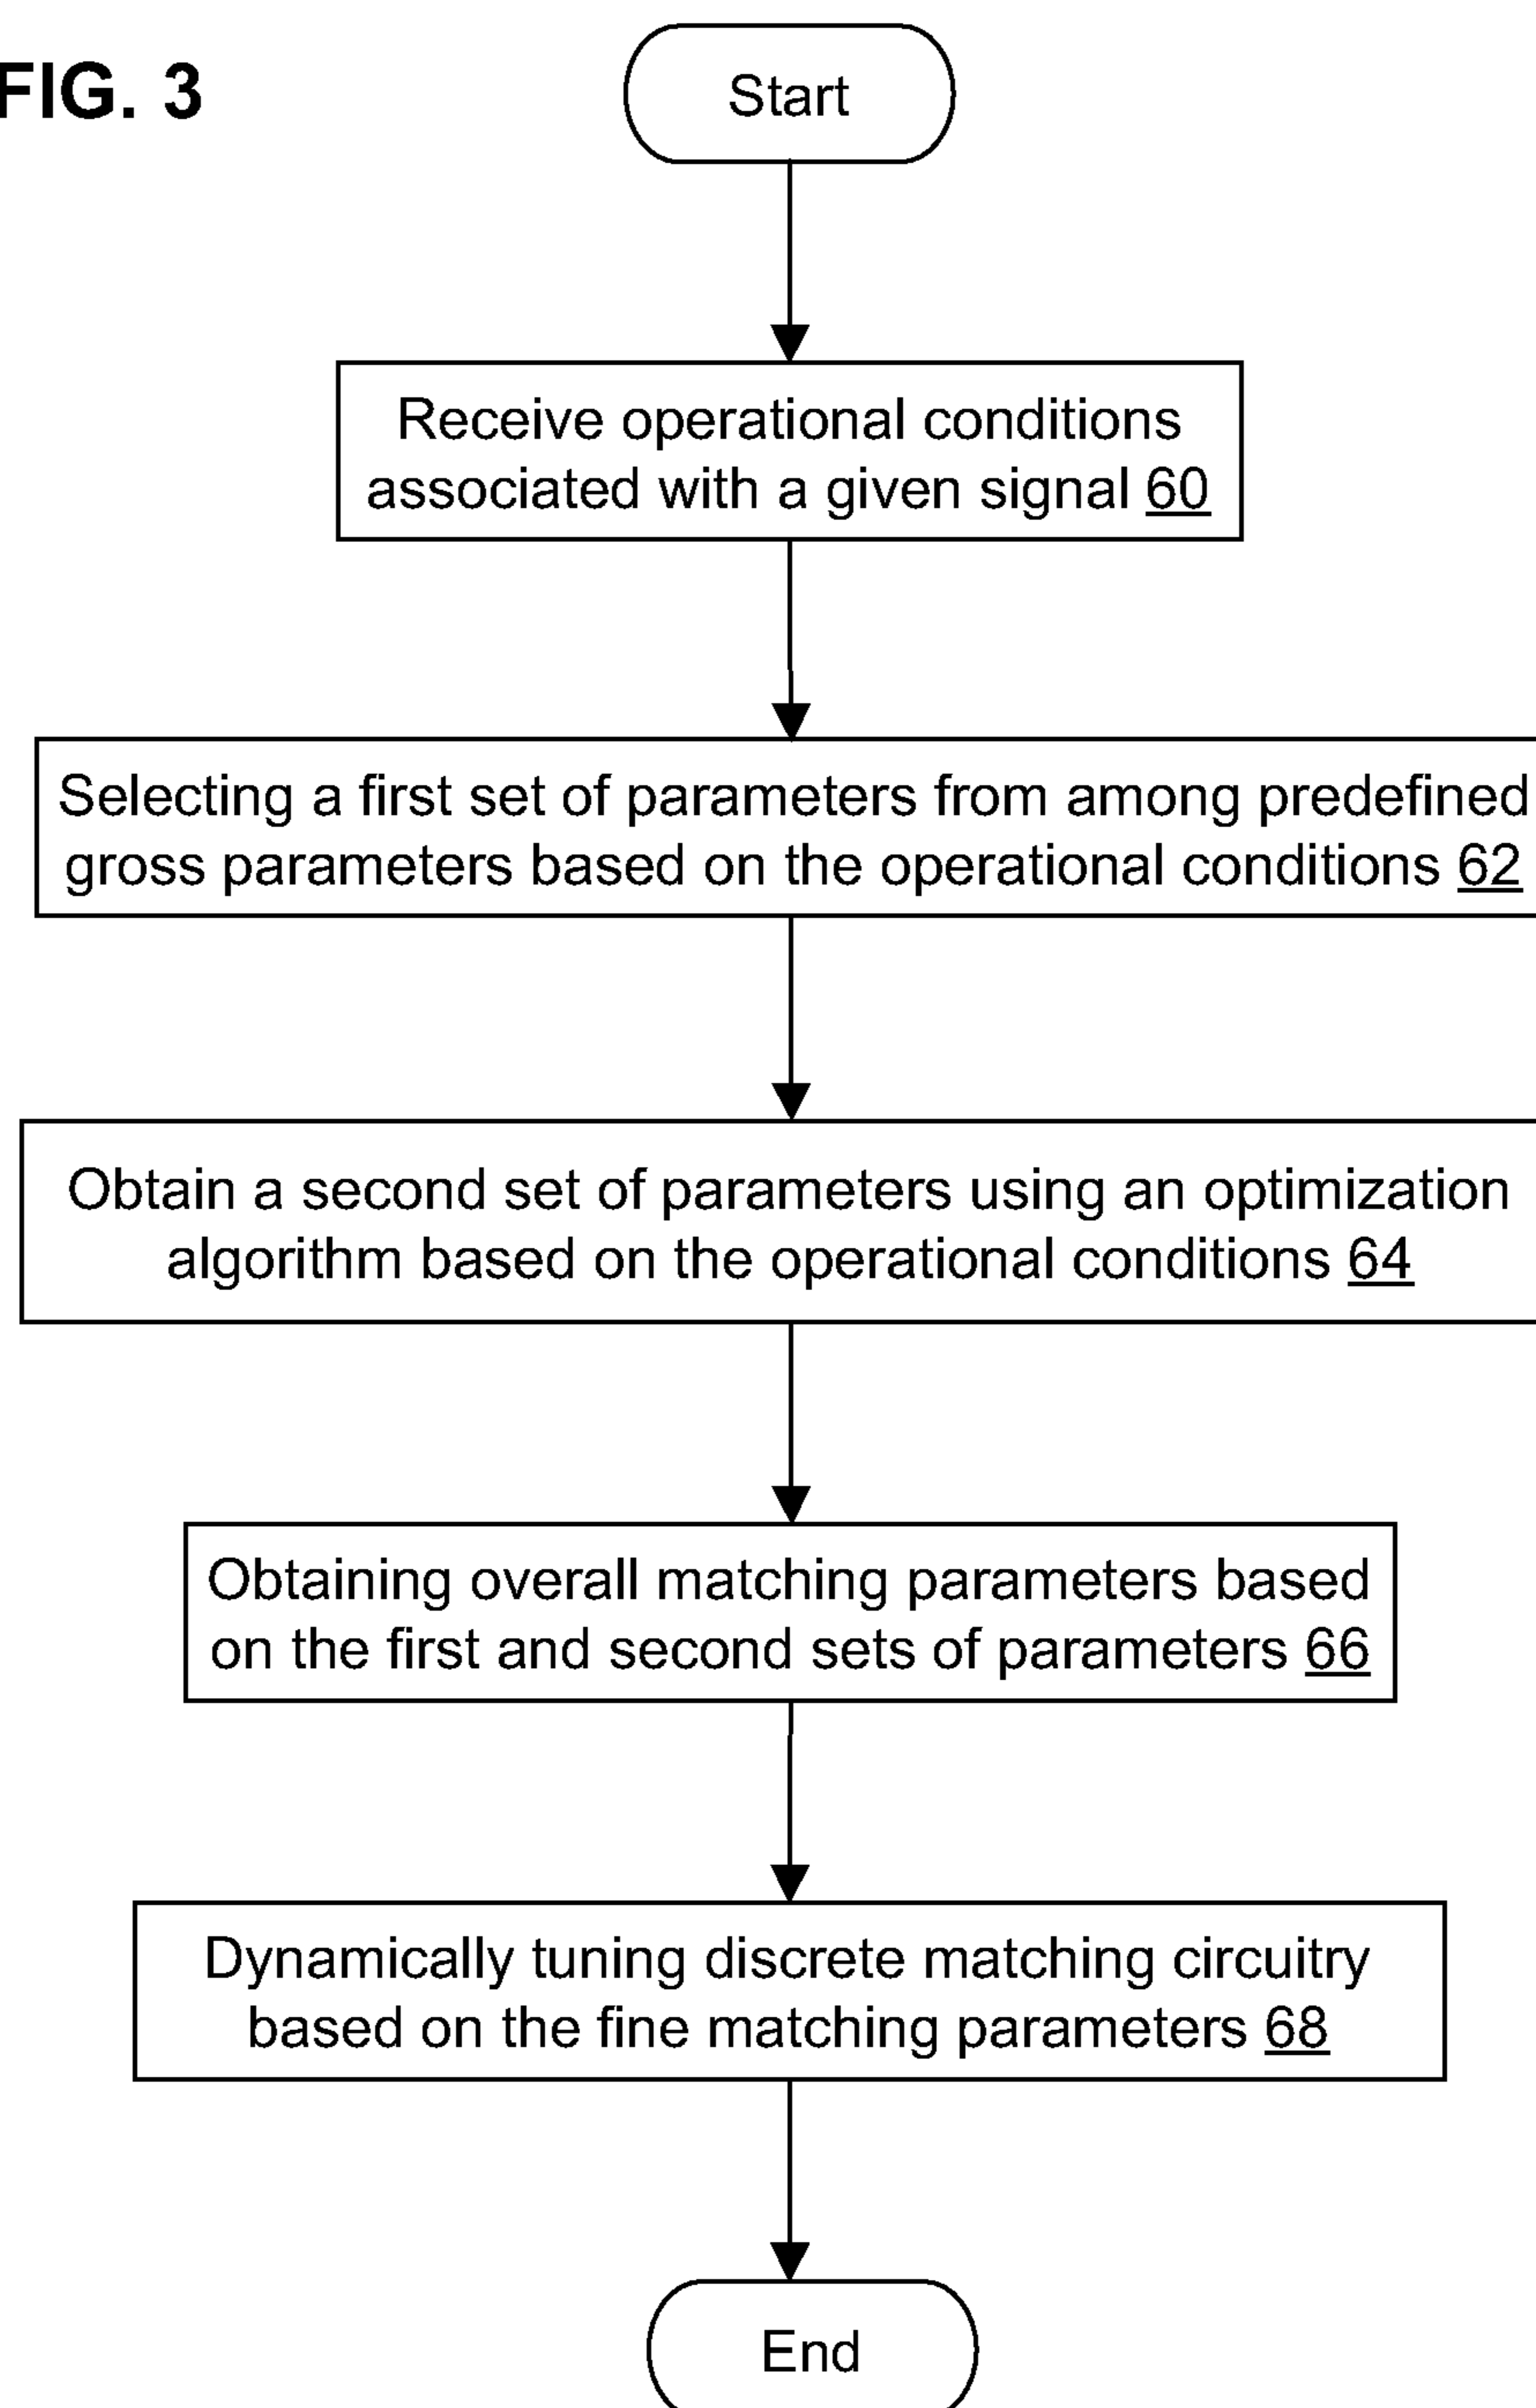 FIG. 3
Start
Receive operational conditions
associated with a given signal 60
Selecting a first set of parameters from among predefined
gross parameters based on the operational conditions 62
Obtain a second set of parameters using an optimization
algorithm based on the operational conditions 64
Obtaining overall matching parameters based
on the first and second sets of parameters 66
Dynamically tuning discrete matching circuitry
based on the fine matching parameters 68
End